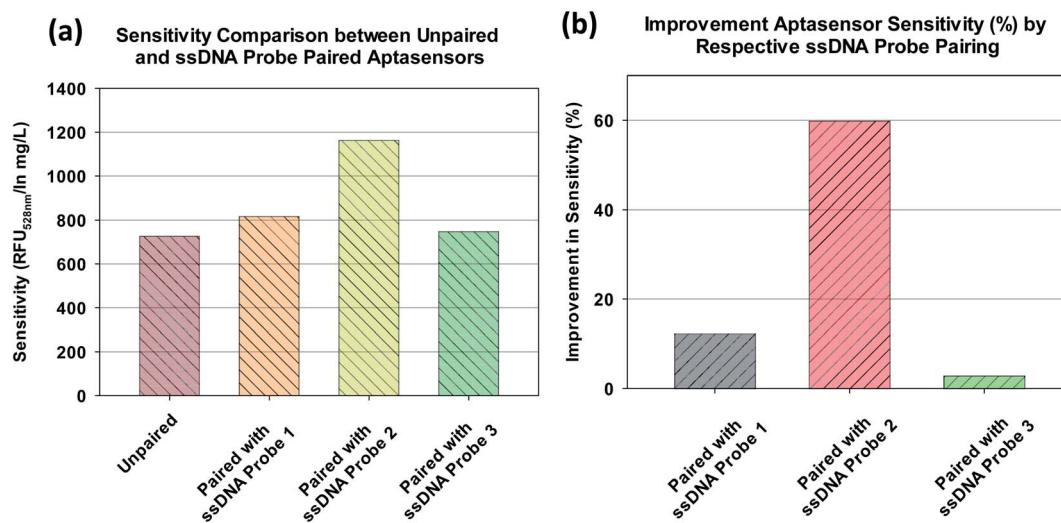 (a)
Sensitivity Comparison between Unpaired
and ssDNA Probe Paired Aptasensors
Sensitivity (RFU528nm/ln mg/L)
1400
1200
1000
800
600
400
200
0
Unpaired
Paired with
ssDNA Probe 1
Paired with
ssDNA Probe 2
Paired with
ssDNA Probe 3
(b)
Improvement Aptasensor Sensitivity (%) by
Respective ssDNA Probe Pairing
Improvement in Sensitivity (%)
60
40
20
0
Paired with
ssDNA Probe 1
Paired with
ssDNA Probe 2
Paired with
ssDNA Probe 3